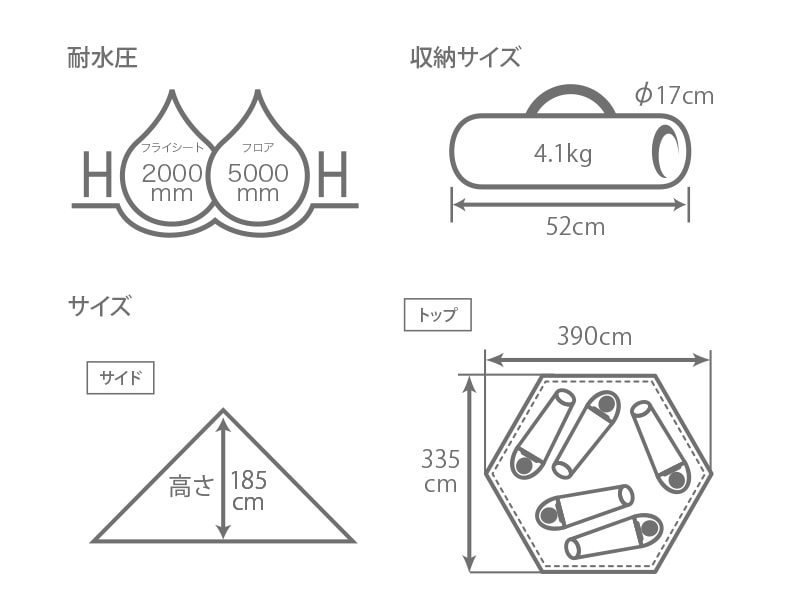 耐水圧
フライシート
2000
mm
フロア
5000
mm
H
H
収納サイズ
φ17cm
4.1kg
52cm
サイズ
サイド
高さ 185
cm
トップ
390cm
335
cm